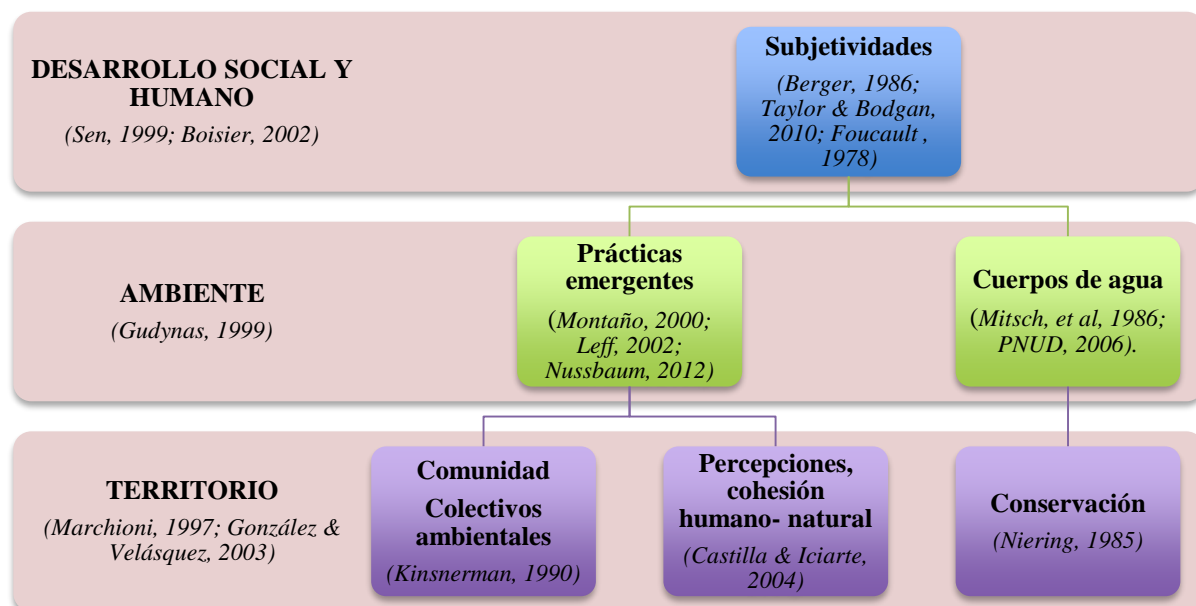 DESARROLLO SOCIAL Y
HUMANO
(Sen, 1999; Boisier, 2002)
Subjetividades
(Berger, 1986;
Taylor & Bodgan,
2010; Foucault ,
1978)
AMBIENTE
(Gudynas, 1999)
Prácticas
emergentes
(Montaño, 2000;
Leff, 2002;
Nussbaum, 2012)
Cuerpos de agua
(Mitsch, et al, 1986;
PNUD, 2006).
TERRITORIO
(Marchioni, 1997; González &
Velásquez, 2003)
Comunidad
Colectivos
ambientales
(Kinsnerman, 1990)
Percepciones,
cohesión
humano- natural
(Castilla & Iciarte,
2004)
Conservación
(Niering, 1985)